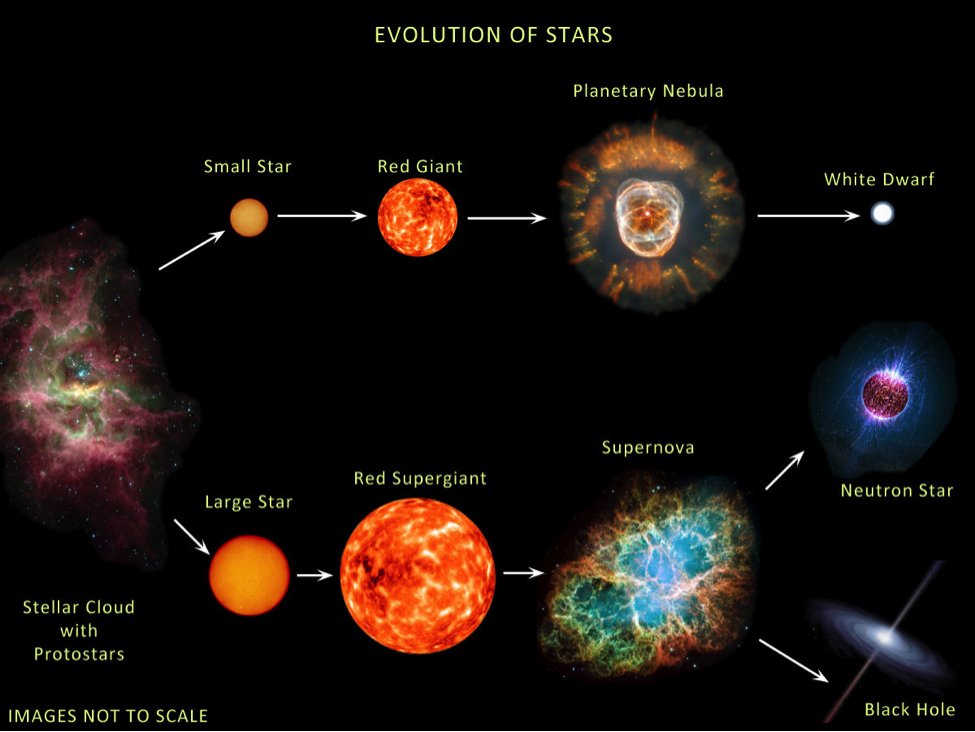 EVOLUTION OF STARS
Planetary Nebula
Small Star
Red Giant
White Dwarf
Supernova
Red Supergiant
Neutron Star
Large Star
Stellar Cloud
with
Protostars
Black Hole
IMAGES NOT TO SCALE